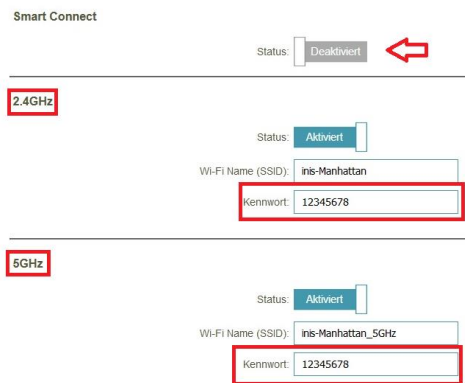 Smart Connect
Status: Deaktiviert
2.4GHz
Status: Aktiviert
Wi-Fi Name (SSID): inis-Manhattan
Kennwort: 12345678
5GHz
Status: Aktiviert
Wi-Fi Name (SSID): inis-Manhattan_5GHz
Kennwort: 12345678